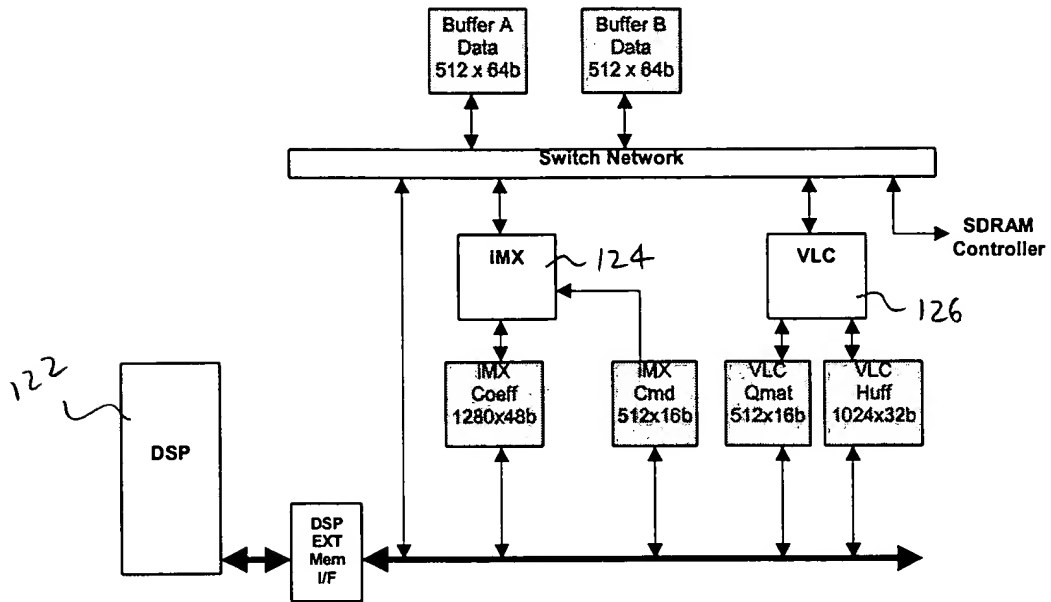 Buffer A
Data
512 x 64b
Buffer B
Data
512 x 64b
Switch Network
SDRAM
Controller
iMX
124
VLC
126
122
DSP
iMX
Coeff
1280x48b
iMX
Cmd
512x16b
VLC
Qmat
512x16b
VLC
Huff
1024x32b
DSP
EXT
Mem
I/F